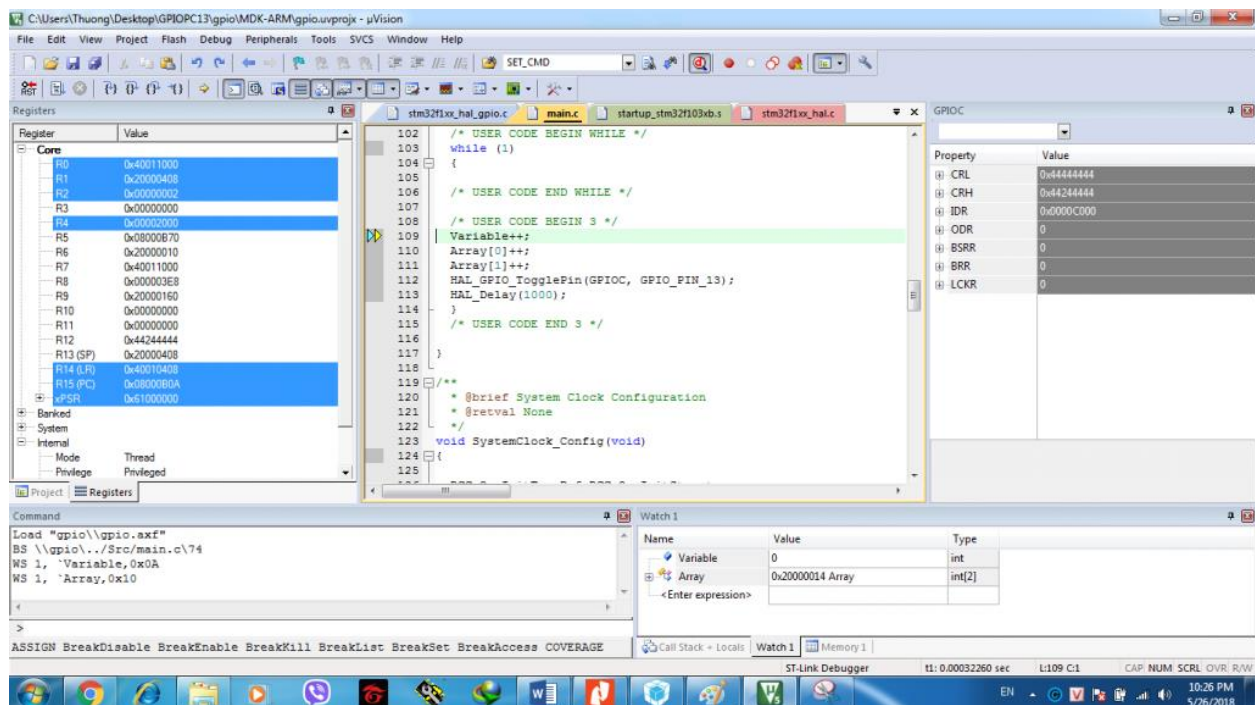 C:\Users\Thuong\Desktop\GPIOPC13\gpio\MDK-ARM\gpio.uvprojx - µVision
File Edit View Project Flash Debug Peripherals Tools SVCS Window Help
SET_CMD
RST
Registers
Register Value
Core
R0 0x40011000
R1 0x20000408
R2 0x00000002
R3 0x00000000
R4 0x00002000
R5 0x08000B70
R6 0x20000010
R7 0x40011000
R8 0x000003E8
R9 0x20000160
R10 0x00000000
R11 0x00000000
R12 0x44244444
R13 (SP) 0x20000408
R14 (LR) 0x40010408
R15 (PC) 0x08000B0A
xPSR 0x61000000
Banked
System
Internal
Mode Thread
Privilege Privileged
Project Registers
stm32f1xx_hal_gpio.c main.c startup_stm32f103xb.s stm32f1xx_hal.c
102 /* USER CODE BEGIN WHILE */
103 while (1)
104 {
105
106 /* USER CODE END WHILE */
107
108 /* USER CODE BEGIN 3 */
109 Variable++;
110 Array[0]++;
111 Array[1]++;
112 HAL_GPIO_TogglePin(GPIOC, GPIO_PIN_13);
113 HAL_Delay(1000);
114 }
115 /* USER CODE END 3 */
116
117 }
118
119 /**
120 * @brief System Clock Configuration
121 * @retval None
122 */
123 void SystemClock_Config(void)
124 {
125
GPIOC
Property Value
CRL 0x44444444
CRH 0x44244444
IDR 0x0000C000
ODR 0
BSRR 0
BRR 0
LCKR 0
Command
Load "gpio\\gpio.axf"
BS \\gpio\../Src/main.c\74
WS 1, `Variable,0x0A
WS 1, `Array,0x10
>
ASSIGN BreakDisable BreakEnable BreakKill BreakList BreakSet BreakAccess COVERAGE
Watch 1
Name Value Type
Variable 0 int
Array 0x20000014 Array int[2]
<Enter expression>
Call Stack + Locals Watch 1 Memory 1
ST-Link Debugger t1: 0.00032260 sec L:109 C:1 CAP NUM SCRL OVR R/W
EN 10:26 PM
5/26/2018